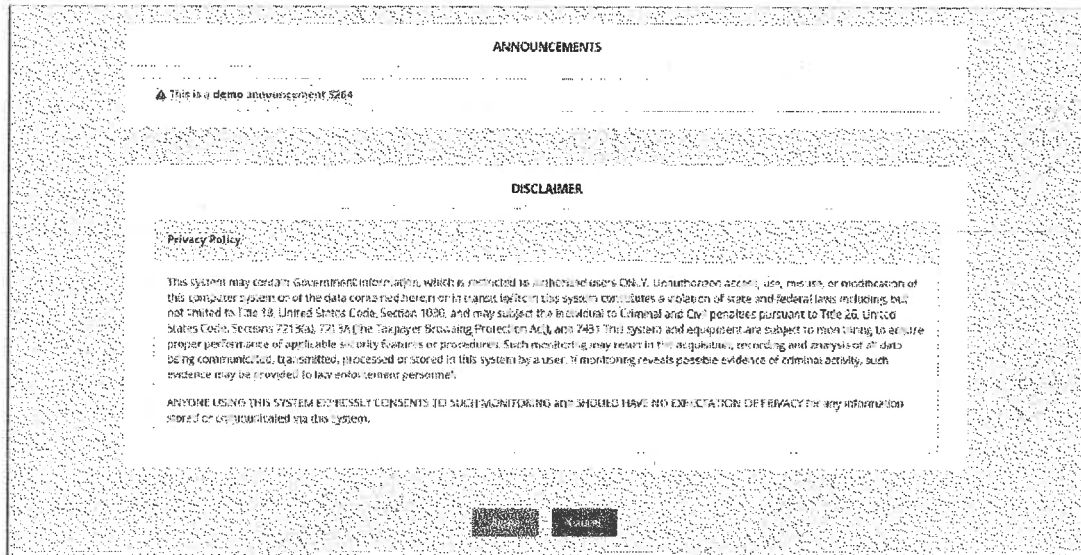 ANNOUNCEMENTS
This is a demo announcement 5264
DISCLAIMER
Privacy Policy
This system may contain Government information, which is restricted to authorized users ONLY. Unauthorized access, use, misuse, or modification of
this computer system or of the data contained herein or in transit to/from this system constitutes a violation of state and federal laws including, but
not limited to Title 18, United States Code, Section 1030, and may subject the individual to Criminal and Civil penalties pursuant to Title 26, United
States Code, Sections 7213(a), 7213A (The Taxpayer Browsing Protection Act), and 7431 This system and equipment are subject to monitoring to ensure
proper performance of applicable security features or procedures. Such monitoring may result in the acquisition, recording and analysis of all data
being communicated, transmitted, processed or stored in this system by a user. If monitoring reveals possible evidence of criminal activity, such
evidence may be provided to law enforcement personnel.
ANYONE USING THIS SYSTEM EXPRESSLY CONSENTS TO SUCH MONITORING and SHOULD HAVE NO EXPECTATION OF PRIVACY for any information
stored or communicated via this system.